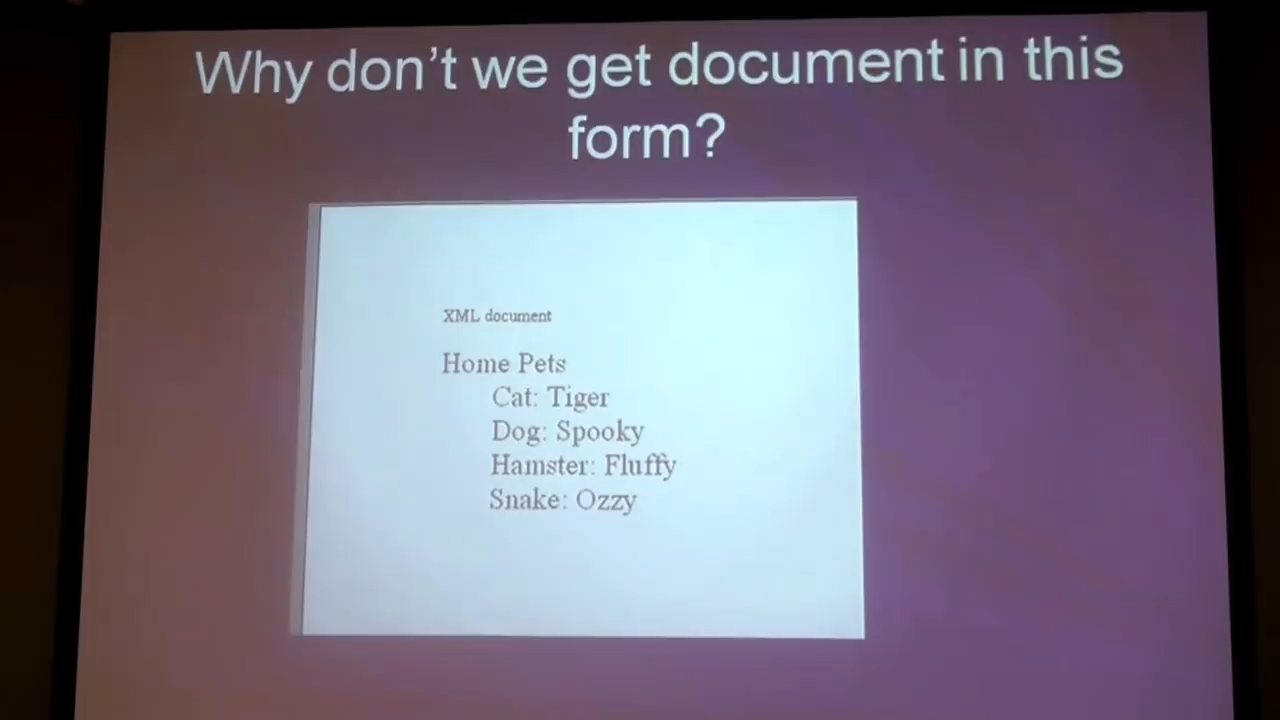 Why don't we get document in this
form?
XML document
Home Pets
Cat: Tiger
Dog: Spooky
Hamster: Fluffy
Snake: Ozzy